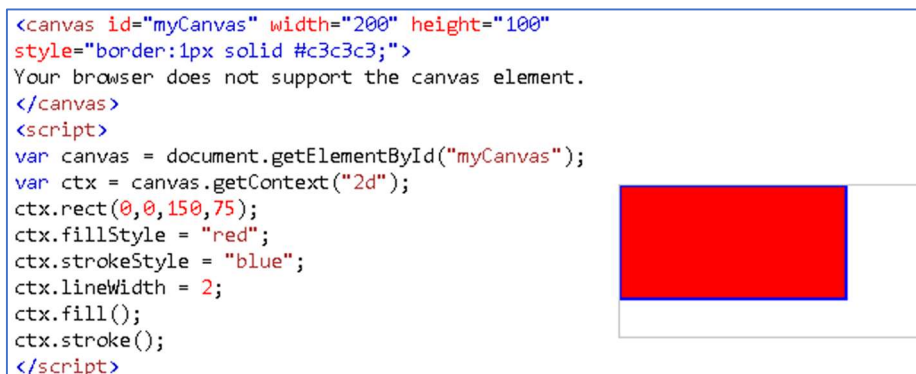 <canvas id="myCanvas" width="200" height="100"
style="border:1px solid #c3c3c3;">
Your browser does not support the canvas element.
</canvas>
<script>
var canvas = document.getElementById("myCanvas");
var ctx = canvas.getContext("2d");
ctx.rect(0,0,150,75);
ctx.fillStyle = "red";
ctx.strokeStyle = "blue";
ctx.lineWidth = 2;
ctx.fill();
ctx.stroke();
</script>